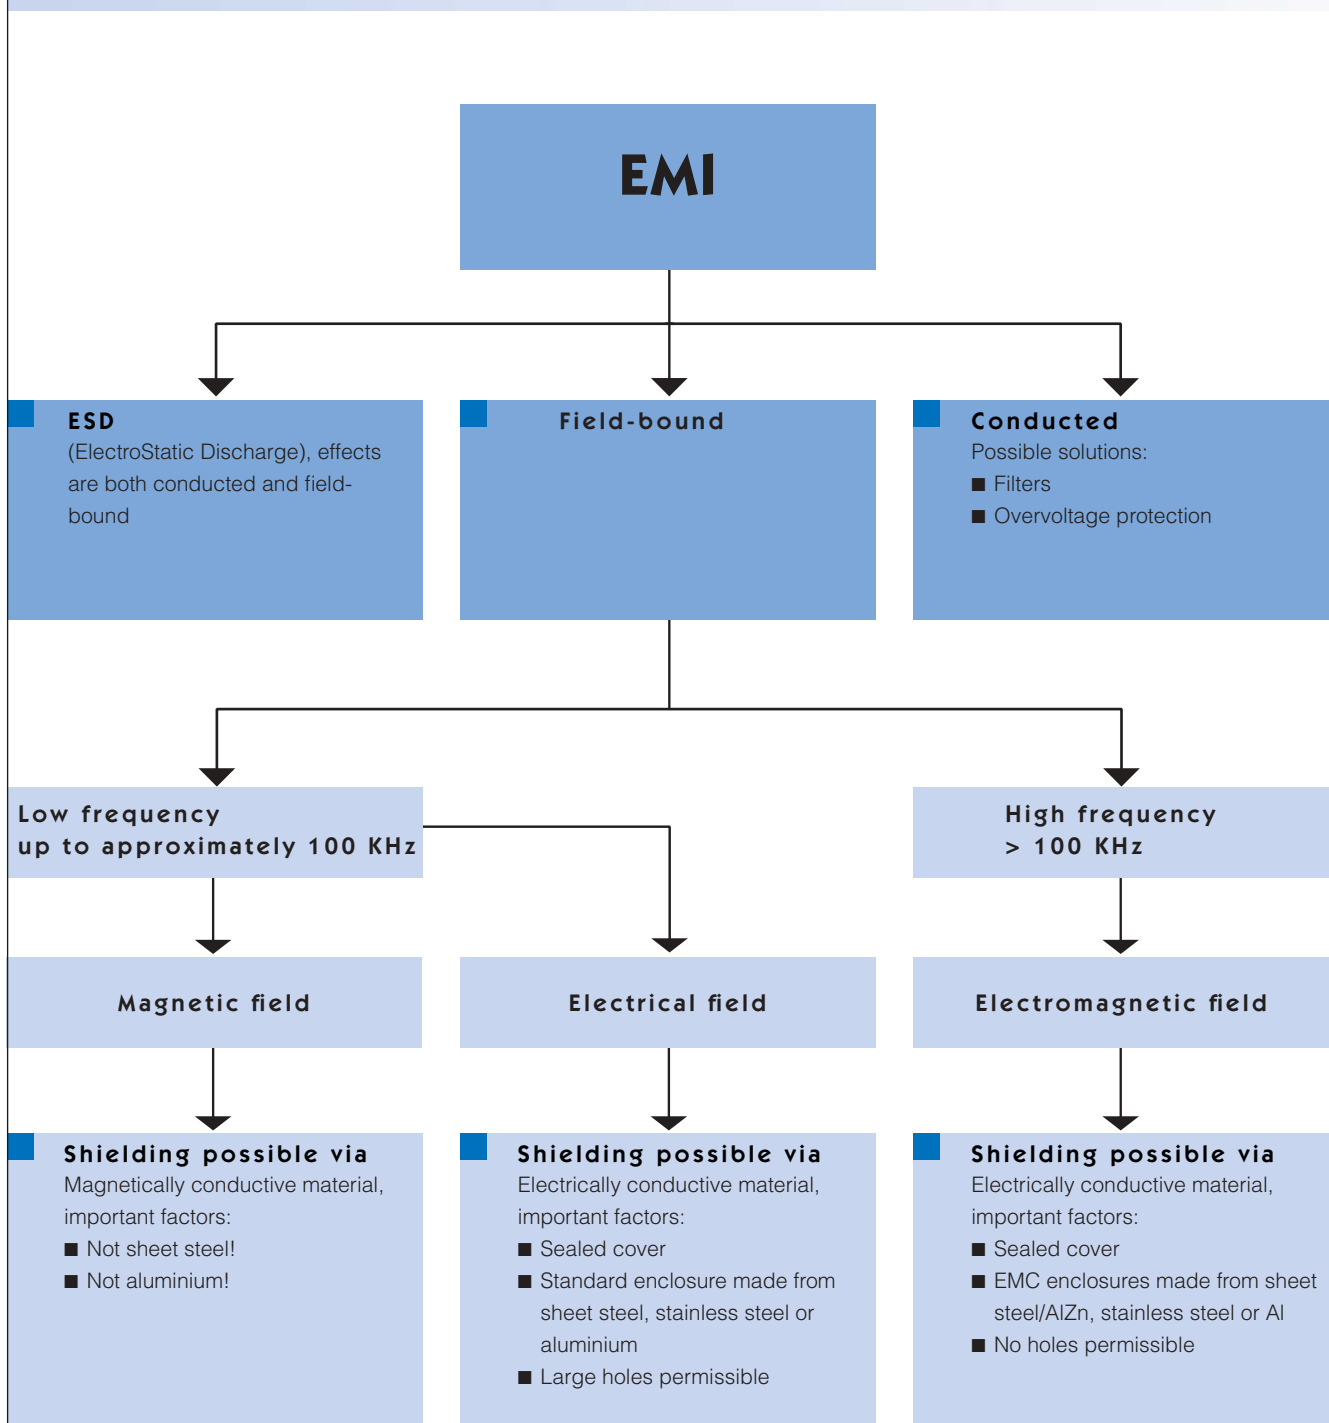 EMI
ESD
(ElectroStatic Discharge), effects
are both conducted and field-
bound
Field-bound
Conducted
Possible solutions:
■ Filters
■ Overvoltage protection
Low frequency
up to approximately 100 KHz
High frequency
> 100 KHz
Magnetic field
Electrical field
Electromagnetic field
Shielding possible via
Magnetically conductive material,
important factors:
■ Not sheet steel!
■ Not aluminium!
Shielding possible via
Electrically conductive material,
important factors:
■ Sealed cover
■ Standard enclosure made from
sheet steel, stainless steel or
aluminium
■ Large holes permissible
Shielding possible via
Electrically conductive material,
important factors:
■ Sealed cover
■ EMC enclosures made from sheet
steel/AlZn, stainless steel or Al
■ No holes permissible